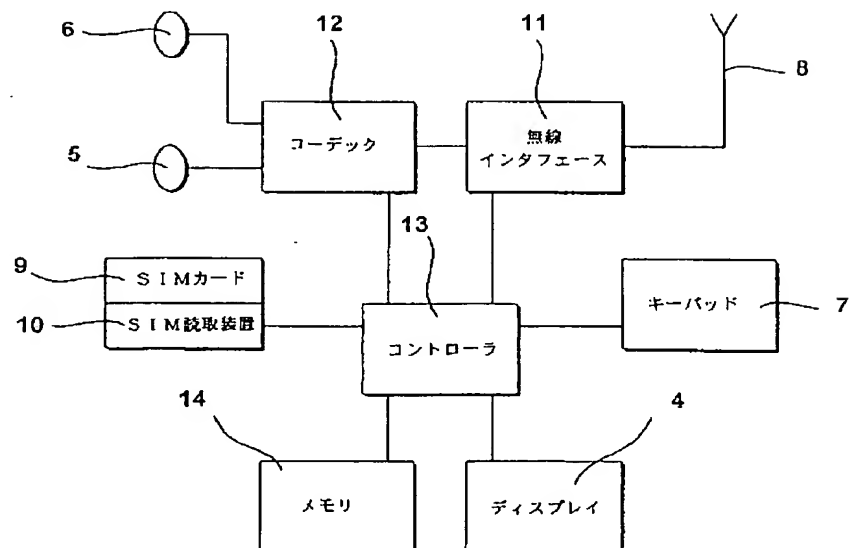 6
12
11
8
コーデック
無線
インタフェース
5
9
SIMカード
13
キーパッド
7
10
SIM読取装置
コントローラ
14
4
メモリ
ディスプレイ